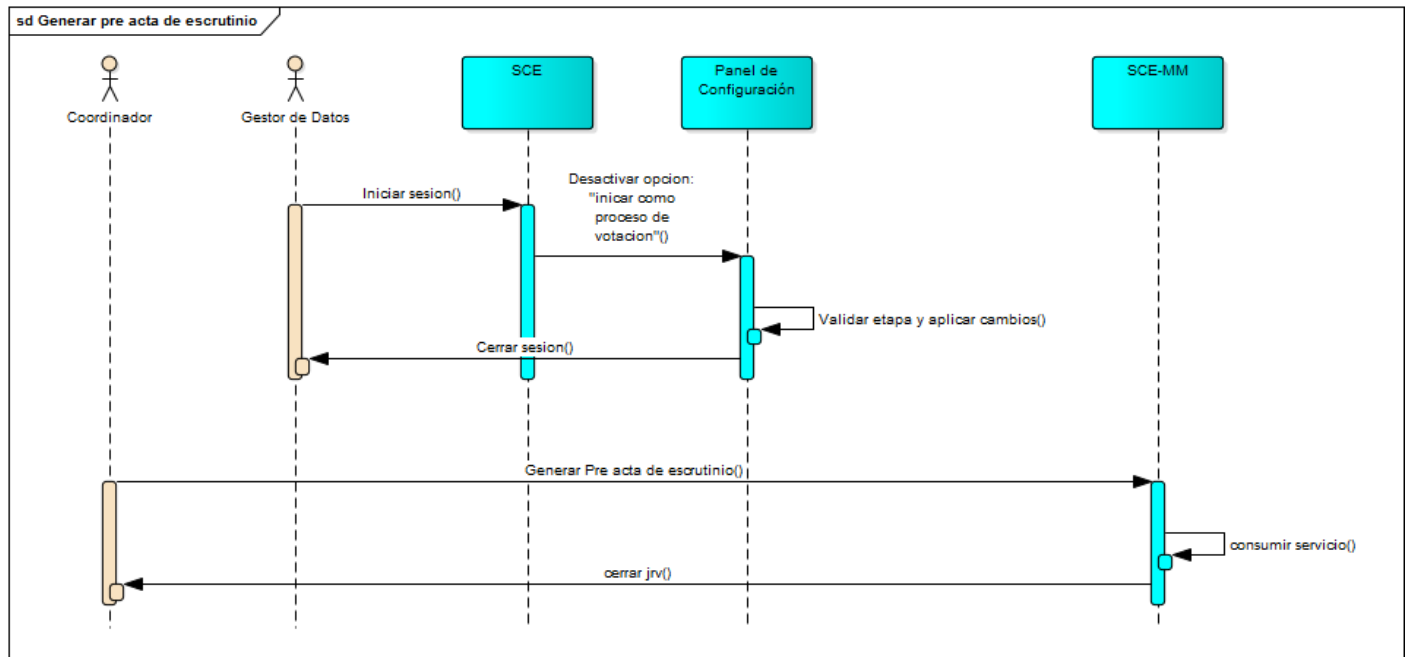 sd Generar pre acta de escrutinio
Coordinador
Gestor de Datos
SCE
Panel de
Configuración
SCE-MM
Iniciar sesion()
Desactivar opcion:
"inicar como
proceso de
votacion"()
Validar etapa y aplicar cambios()
Cerrar sesion()
Generar Pre acta de escrutinio()
consumir servicio()
cerrar jrv()